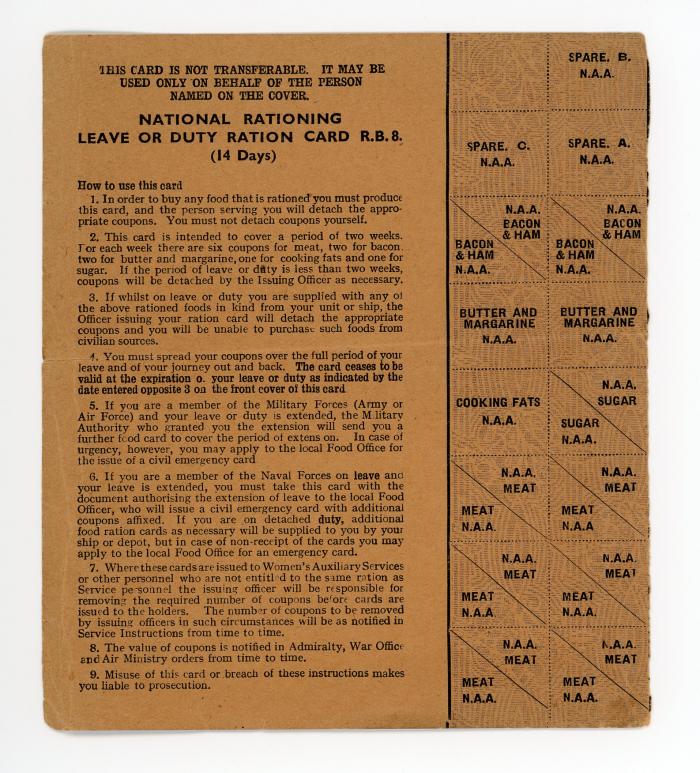 THIS CARD IS NOT TRANSFERABLE. IT MAY BE
USED ONLY ON BEHALF OF THE PERSON
NAMED ON THE COVER.
NATIONAL RATIONING
LEAVE OR DUTY RATION CARD R.B.8.
(14 Days)
How to use this card
1. In order to buy any food that is rationed you must produce
this card, and the person serving you will detach the appro-
priate coupons. You must not detach coupons yourself.
2. This card is intended to cover a period of two weeks.
For each week there are six coupons for meat, two for bacon,
two for butter and margarine, one for cooking fats and one for
sugar. If the period of leave or duty is less than two weeks,
coupons will be detached by the Issuing Officer as necessary.
3. If whilst on leave or duty you are supplied with any of
the above rationed foods in kind from your unit or ship, the
Officer issuing your ration card will detach the appropriate
coupons and you will be unable to purchase such foods from
civilian sources.
4. You must spread your coupons over the full period of your
leave and of your journey out and back. The card ceases to be
valid at the expiration o. your leave or duty as indicated by the
date entered opposite 3 on the front cover of this card
5. If you are a member of the Military Forces (Army or
Air Force) and your leave or duty is extended, the Military
Authority who granted you the extension will send you a
further food card to cover the period of extension. In case of
urgency, however, you may apply to the local Food Office for
the issue of a civil emergency card
6. If you are a member of the Naval Forces on leave and
your leave is extended, you must take this card with the
document authorising the extension of leave to the local Food
Officer, who will issue a civil emergency card with additional
coupons affixed. If you are on detached duty, additional
food ration cards as necessary will be supplied to you by your
ship or depot, but in case of non-receipt of the cards you may
apply to the local Food Office for an emergency card.
7. Where these cards are issued to Women's Auxiliary Services
or other personnel who are not entitled to the same ration as
Service personnel the issuing officer will be responsible for
removing the required number of coupons before cards are
issued to the holders. The number of coupons to be removed
by issuing officers in such circumstances will be as notified in
Service Instructions from time to time.
8. The value of coupons is notified in Admiralty, War Office
and Air Ministry orders from time to time.
9. Misuse of this card or breach of these instructions makes
you liable to prosecution.
SPARE. B.
N.A.A.
SPARE. C.
N.A.A.
SPARE. A.
N.A.A.
N.A.A.
BACON
& HAM
BACON
& HAM
N.A.A.
N.A.A.
BACON
& HAM
BACON
& HAM
N.A.A.
BUTTER AND
MARGARINE
N.A.A.
BUTTER AND
MARGARINE
N.A.A.
COOKING FATS
N.A.A.
N.A.A.
SUGAR
SUGAR
N.A.A.
N.A.A.
MEAT
MEAT
N.A.A.
N.A.A.
MEAT
MEAT
N.A.A.
N.A.A.
MEAT
MEAT
N.A.A.
N.A.A.
MEAT
MEAT
N.A.A.
N.A.A.
MEAT
MEAT
N.A.A.
N.A.A.
MEAT
MEAT
N.A.A.